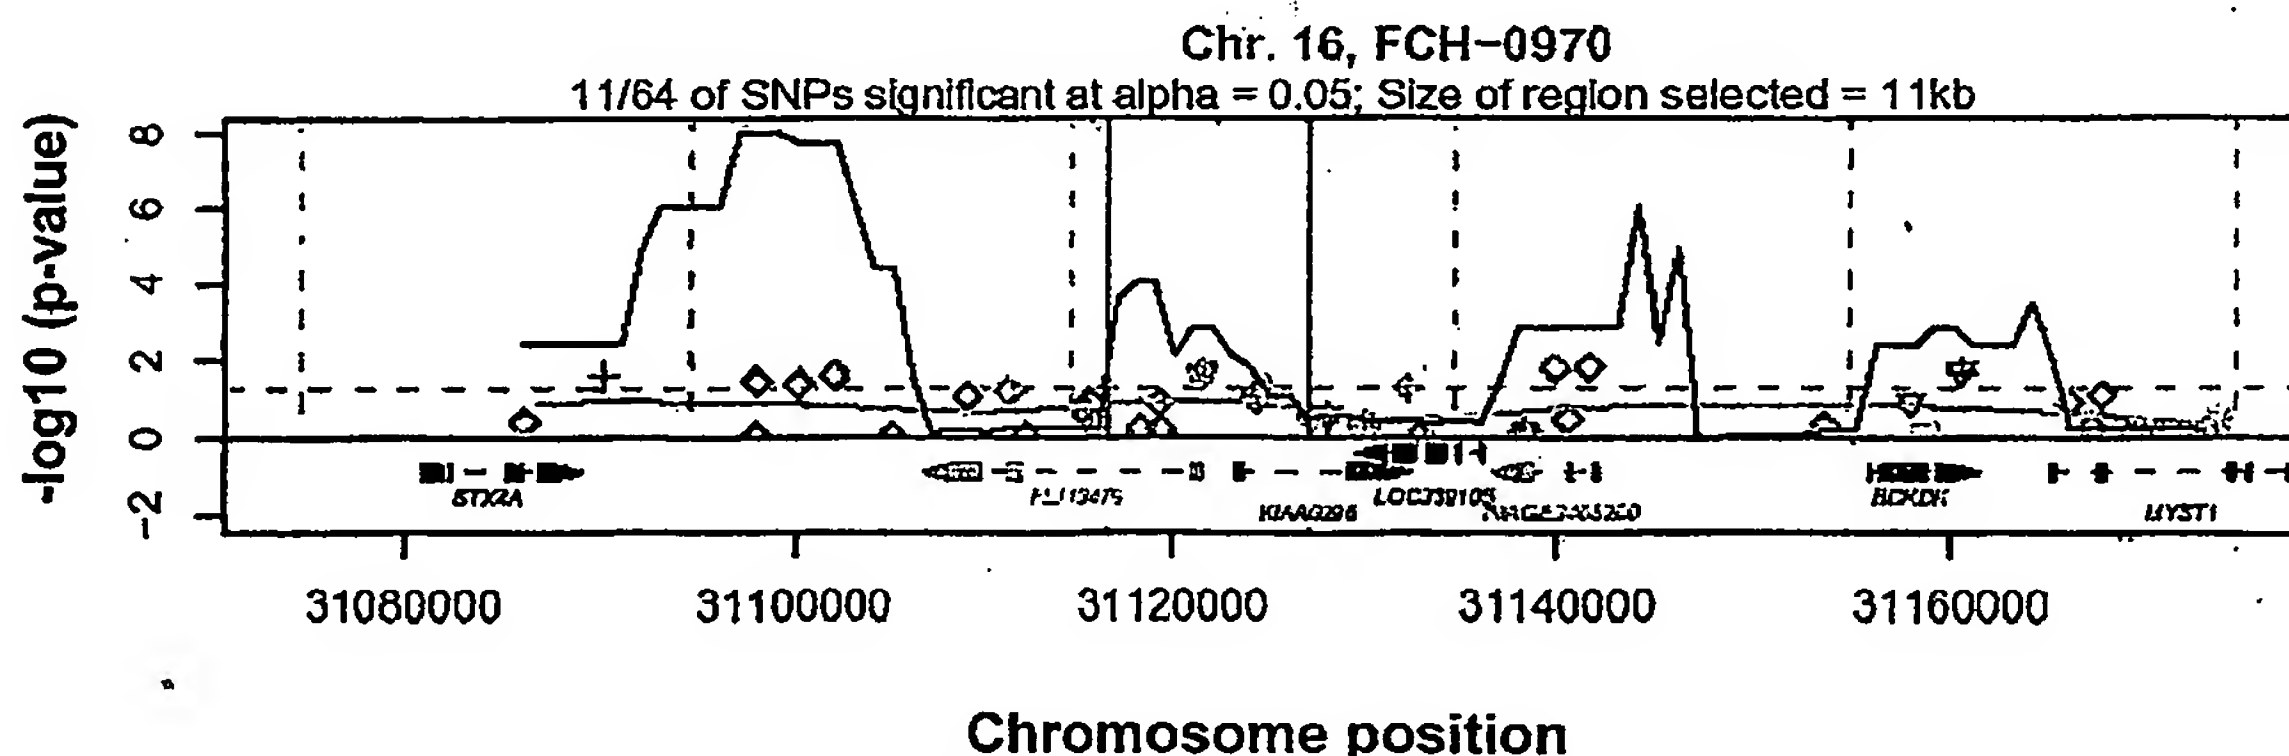 Chr. 16, FCH-0970
11/64 of SNPs significant at alpha = 0.05; Size of region selected = 11kb
-log10 (p-value)
8
6
4
2
0
-2
KIAA0296
BCKDK
MYST1
31080000 31100000 31120000 31140000 31160000
Chromosome position